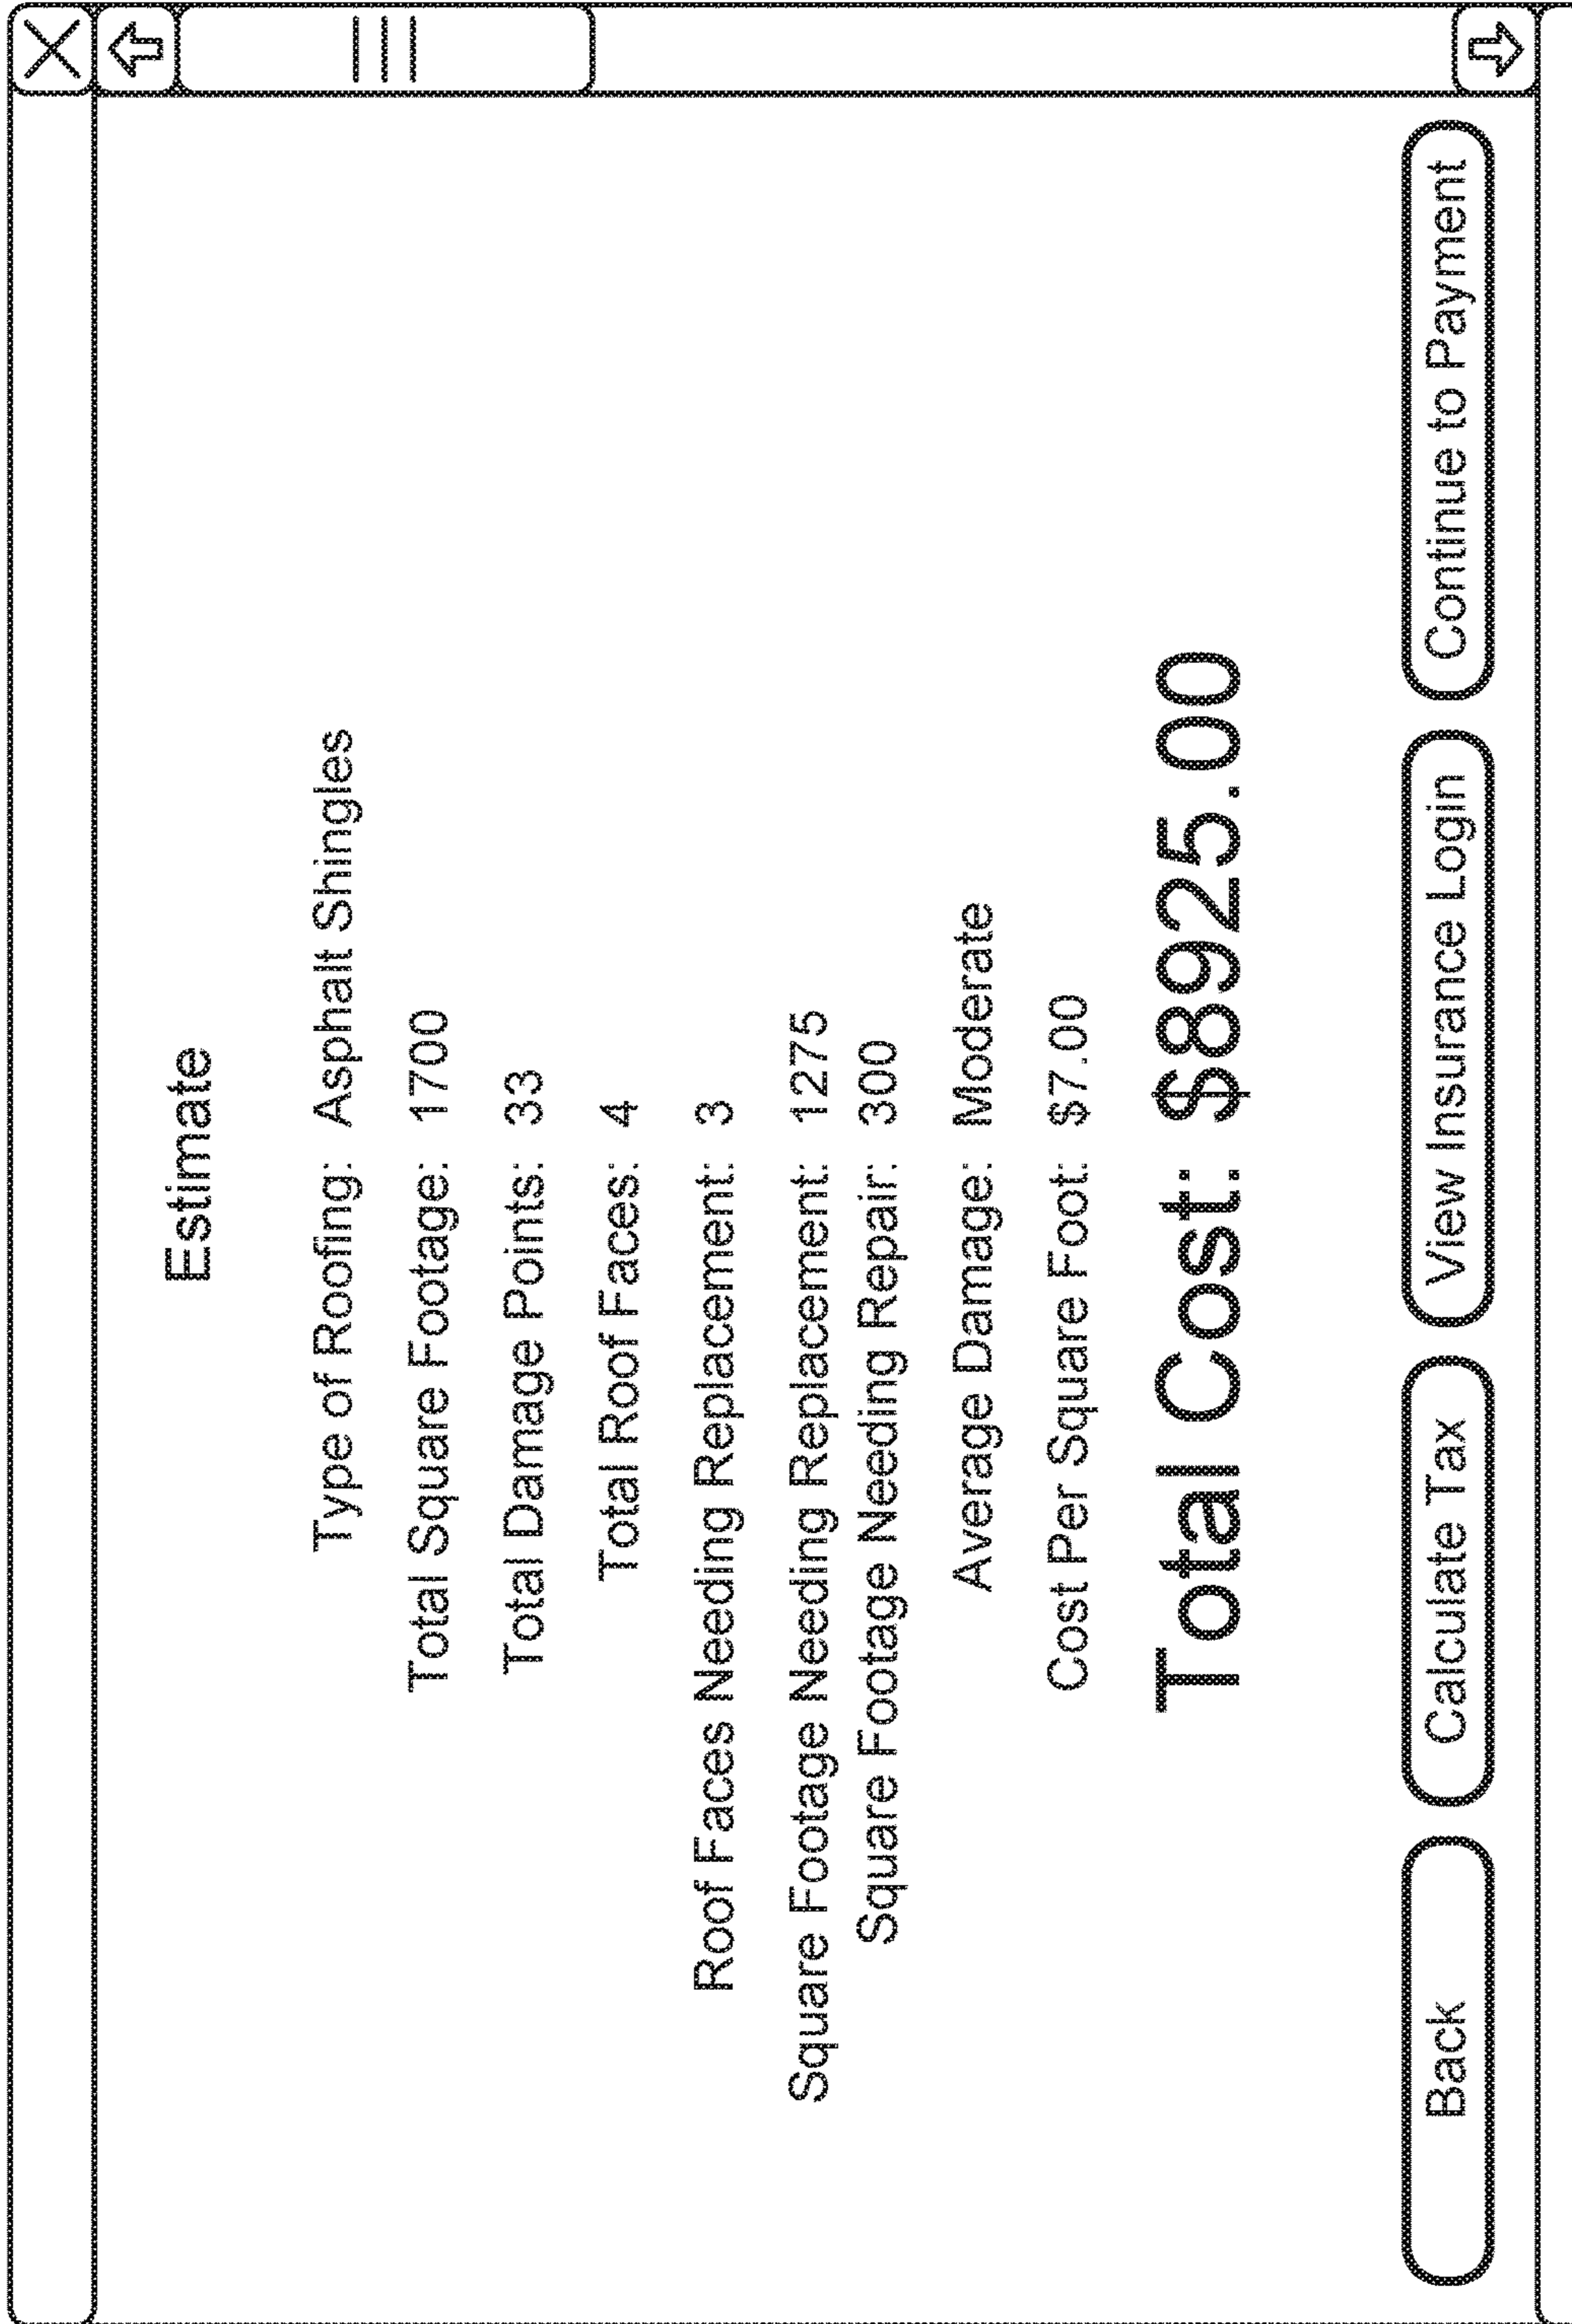 Estimate
Type of Roofing: Asphalt Shingles
Total Square Footage: 1700
Total Damage Points: 33
Total Roof Faces: 4
Roof Faces Needing Replacement: 3
Square Footage Needing Replacement: 1275
Square Footage Needing Repair: 300
Average Damage: Moderate
Cost Per Square Foot: $7.00
Total Cost: $8925.00
Back Calculate Tax View Insurance Login Continue to Payment